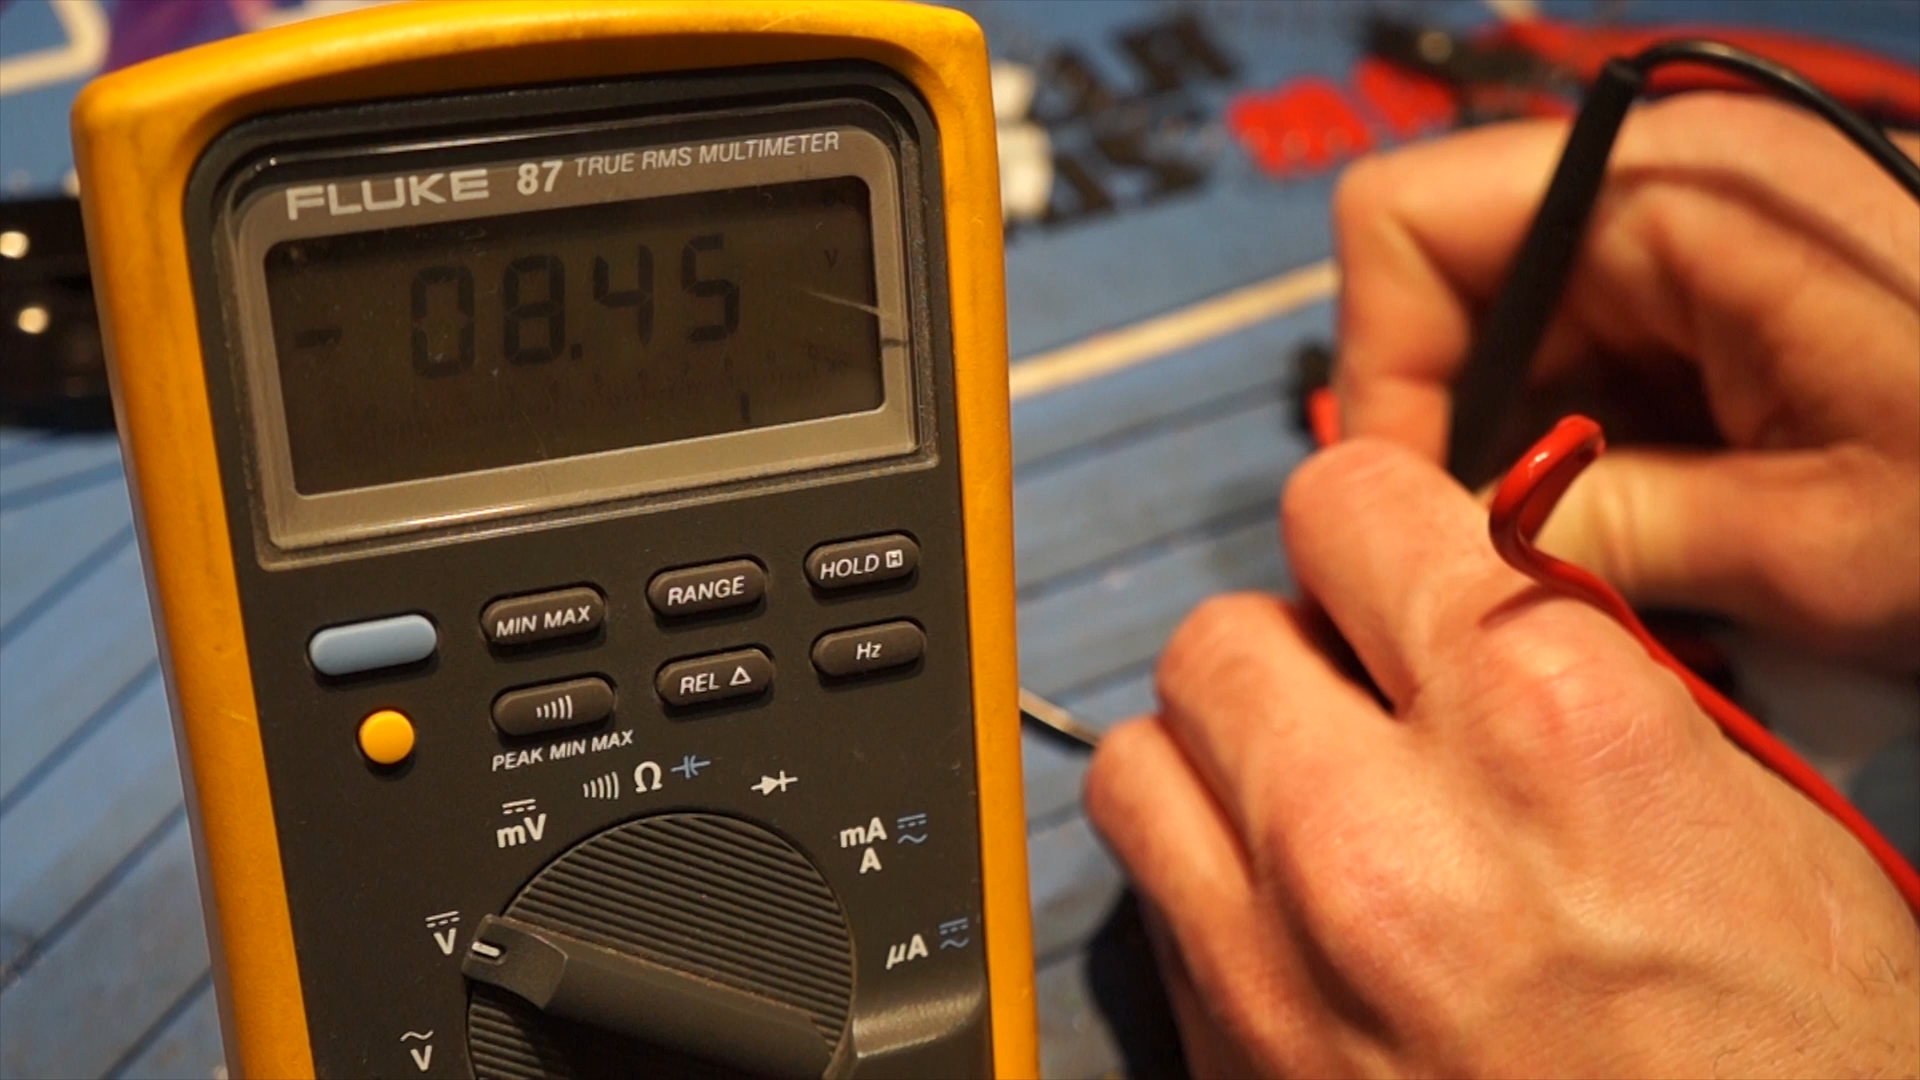 FLUKE 87 TRUE RMS MULTIMETER
- 08.45 V
MIN MAX
RANGE
HOLD H
REL Δ
Hz
PEAK MIN MAX
Ω
mV
mA
A
V
µA
V